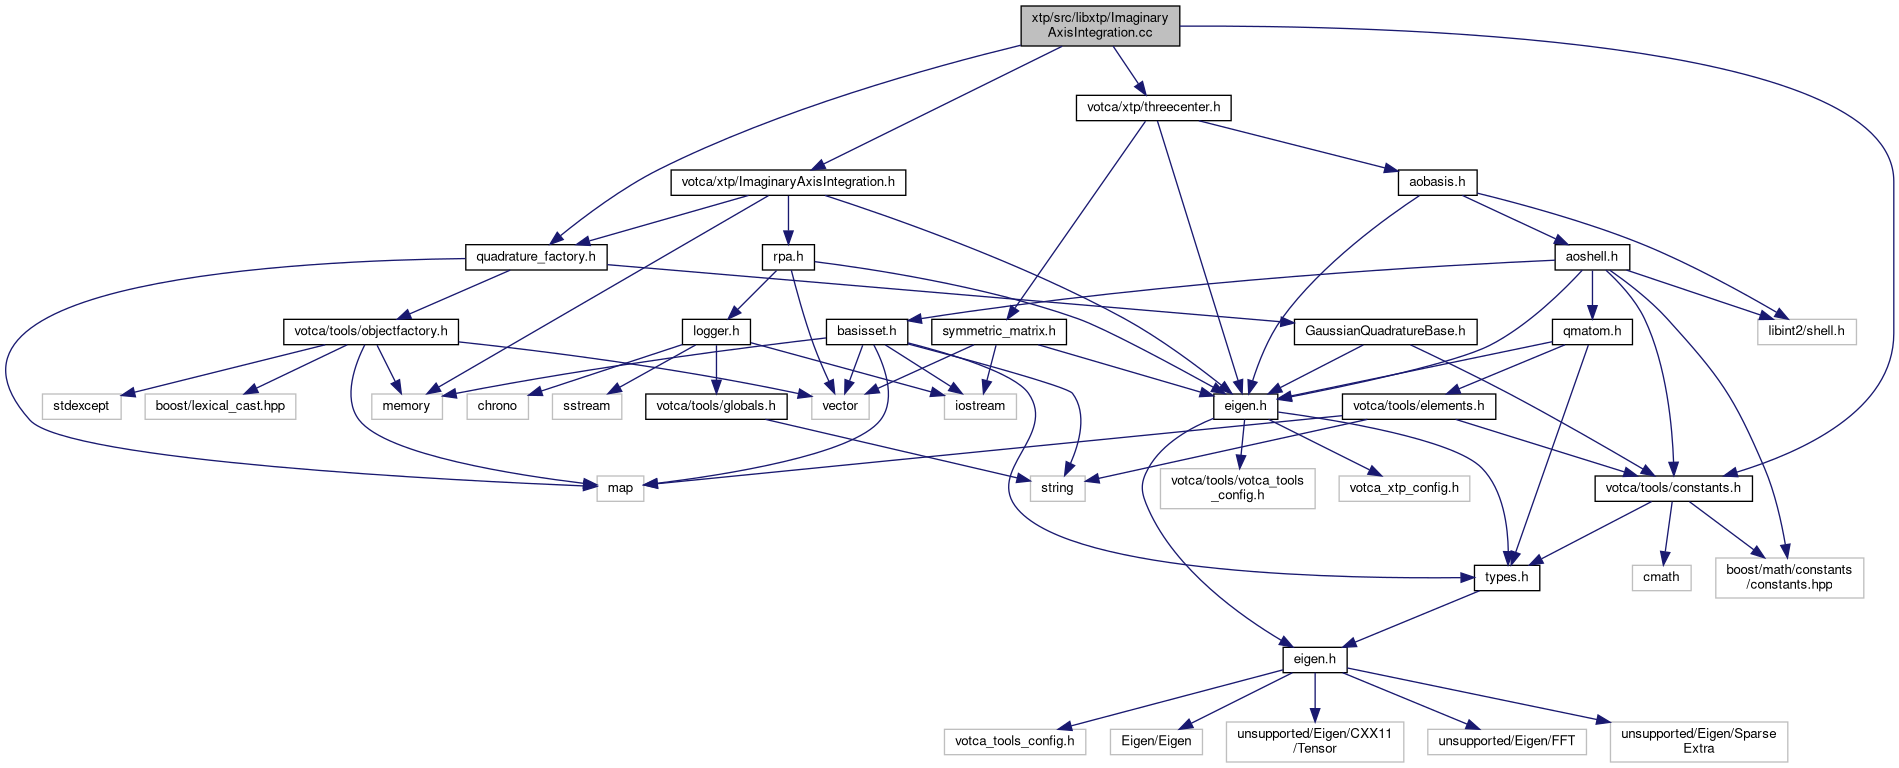 xtp/src/libxtp/Imaginary
AxisIntegration.cc
votca/xtp/threecenter.h
votca/xtp/ImaginaryAxisIntegration.h
aobasis.h
quadrature_factory.h
rpa.h
aoshell.h
votca/tools/objectfactory.h
logger.h
basisset.h
symmetric_matrix.h
GaussianQuadratureBase.h
qmatom.h
libint2/shell.h
stdexcept
boost/lexical_cast.hpp
memory
chrono
sstream
votca/tools/globals.h
vector
iostream
eigen.h
votca/tools/elements.h
map
string
votca/tools/votca_tools
_config.h
votca_xtp_config.h
votca/tools/constants.h
types.h
cmath
boost/math/constants
/constants.hpp
eigen.h
votca_tools_config.h
Eigen/Eigen
unsupported/Eigen/CXX11
/Tensor
unsupported/Eigen/FFT
unsupported/Eigen/Sparse
Extra